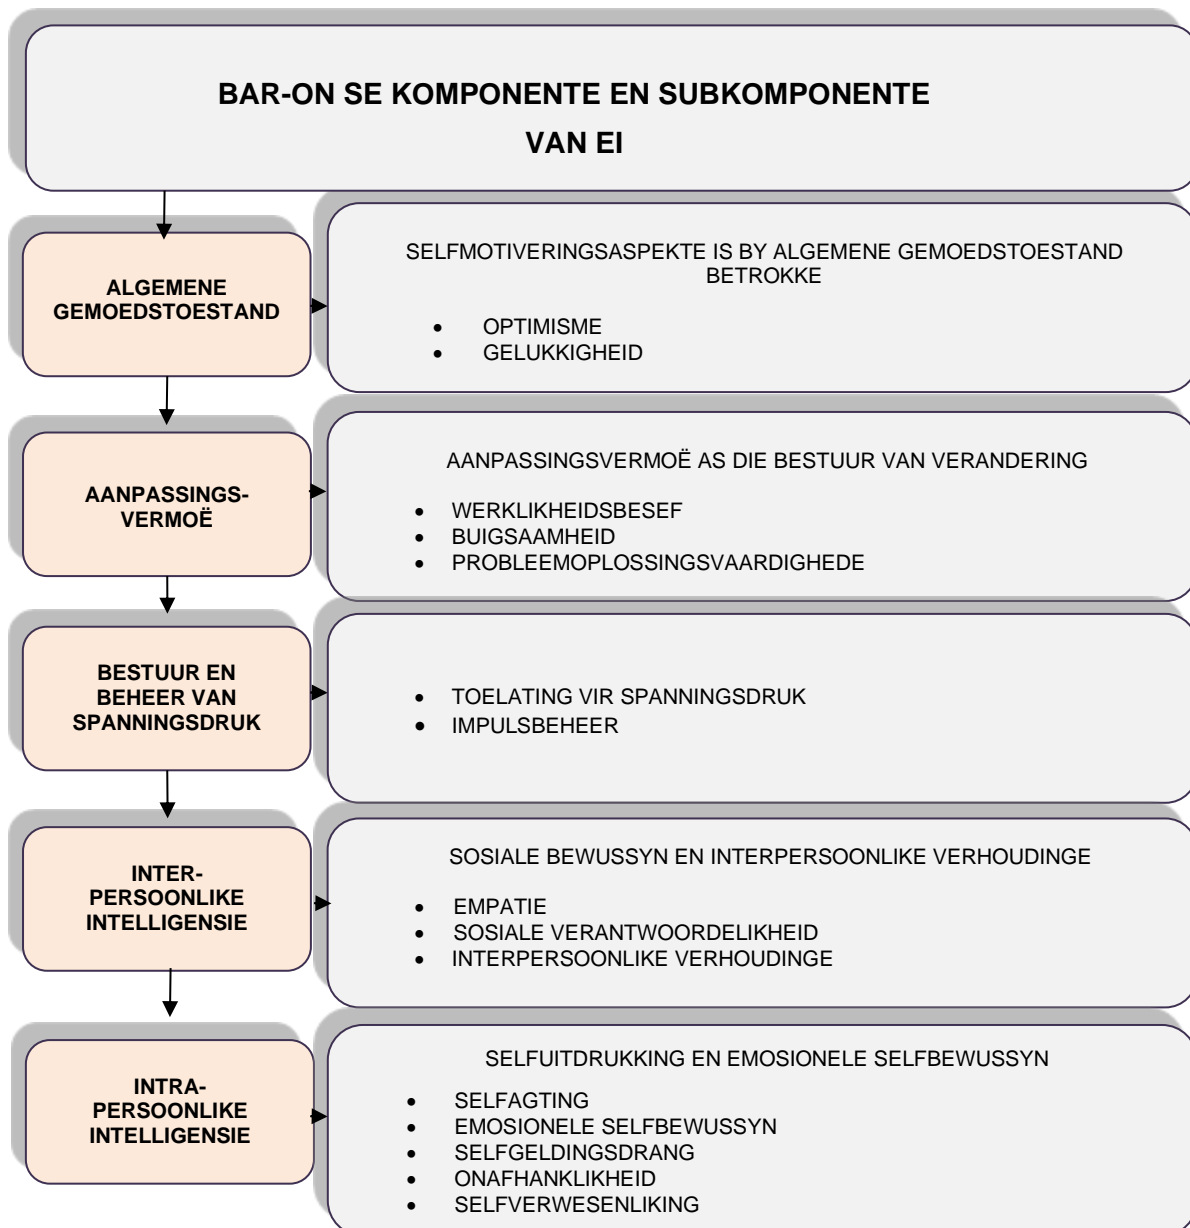 BAR-ON SE KOMPONENTE EN SUBKOMPONENTE
VAN EI
ALGEMENE
GEMOEDSTOESTAND
SELFMOTIVERINGSASPEKTE IS BY ALGEMENE GEMOEDSTOESTAND
BETROKKE
• OPTIMISME
• GELUKKIGHEID
AANPASSINGS-
VERMOË
AANPASSINGSVERMOË AS DIE BESTUUR VAN VERANDERING
• WERKLIKHEIDSBESEF
• BUIGSAAMHEID
• PROBLEEMOPLOSSINGSVAARDIGHEDE
BESTUUR EN
BEHEER VAN
SPANNINGSDRUK
• TOELATING VIR SPANNINGSDRUK
• IMPULSBEHEER
INTER-
PERSOONLIKE
INTELLIGENSIE
SOSIALE BEWUSSYN EN INTERPERSOONLIKE VERHOUDINGE
• EMPATIE
• SOSIALE VERANTWOORDELIKHEID
• INTERPERSOONLIKE VERHOUDINGE
INTRA-
PERSOONLIKE
INTELLIGENSIE
SELFUITDRUKKING EN EMOSIONELE SELFBEWUSSYN
• SELFAGTING
• EMOSIONELE SELFBEWUSSYN
• SELFGELDINGSDRANG
• ONAFHANKLIKHEID
• SELFVERWESENLIKING